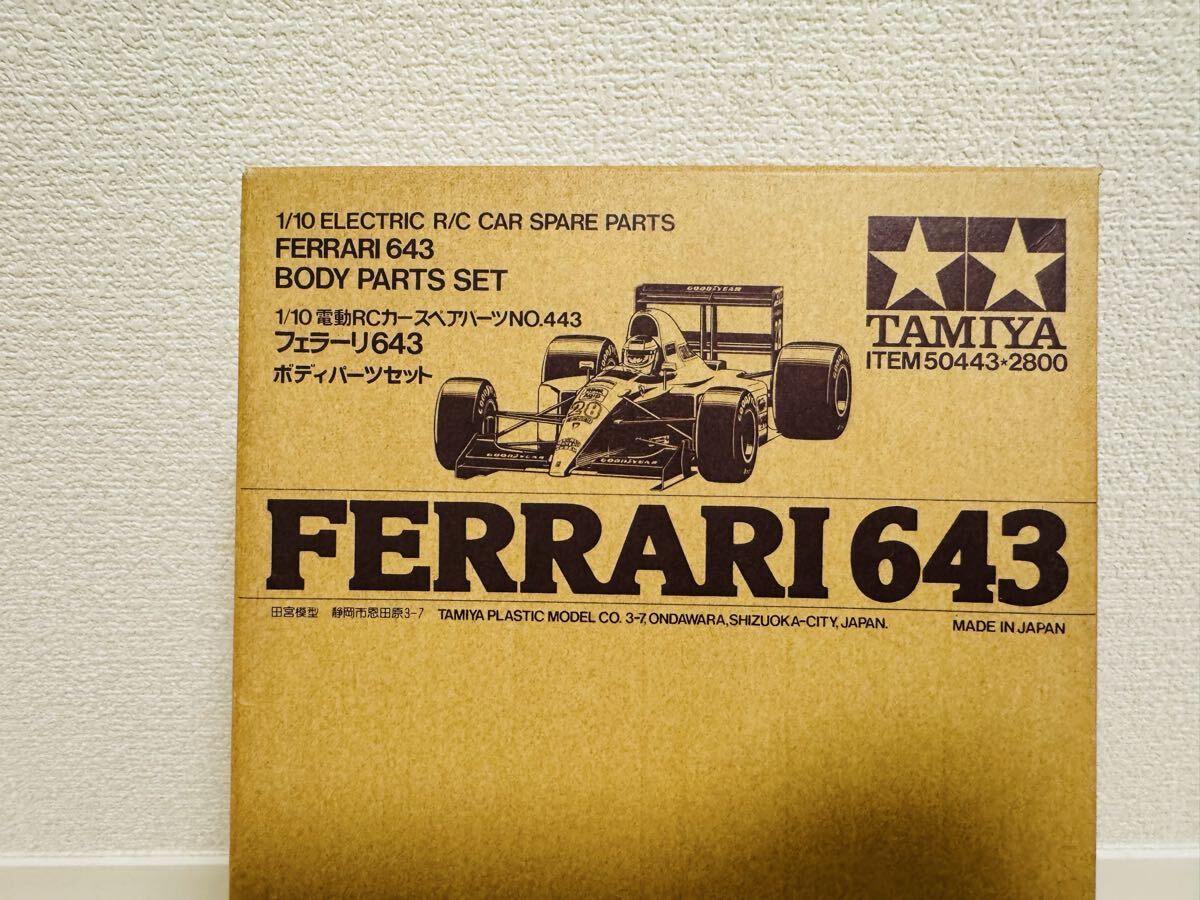 1/10 ELECTRIC R/C CAR SPARE PARTS
FERRARI 643
BODY PARTS SET
1/10 電動RCカースペアパーツNO.443
フェラーリ643
ボディパーツセット
TAMIYA
ITEM 50443★2800
GOODYEAR
28
GOODYEAR
GOODYEAR
FERRARI 643
田宮模型 静岡市恩田原3-7 TAMIYA PLASTIC MODEL CO. 3-7, ONDAWARA, SHIZUOKA-CITY, JAPAN. MADE IN JAPAN